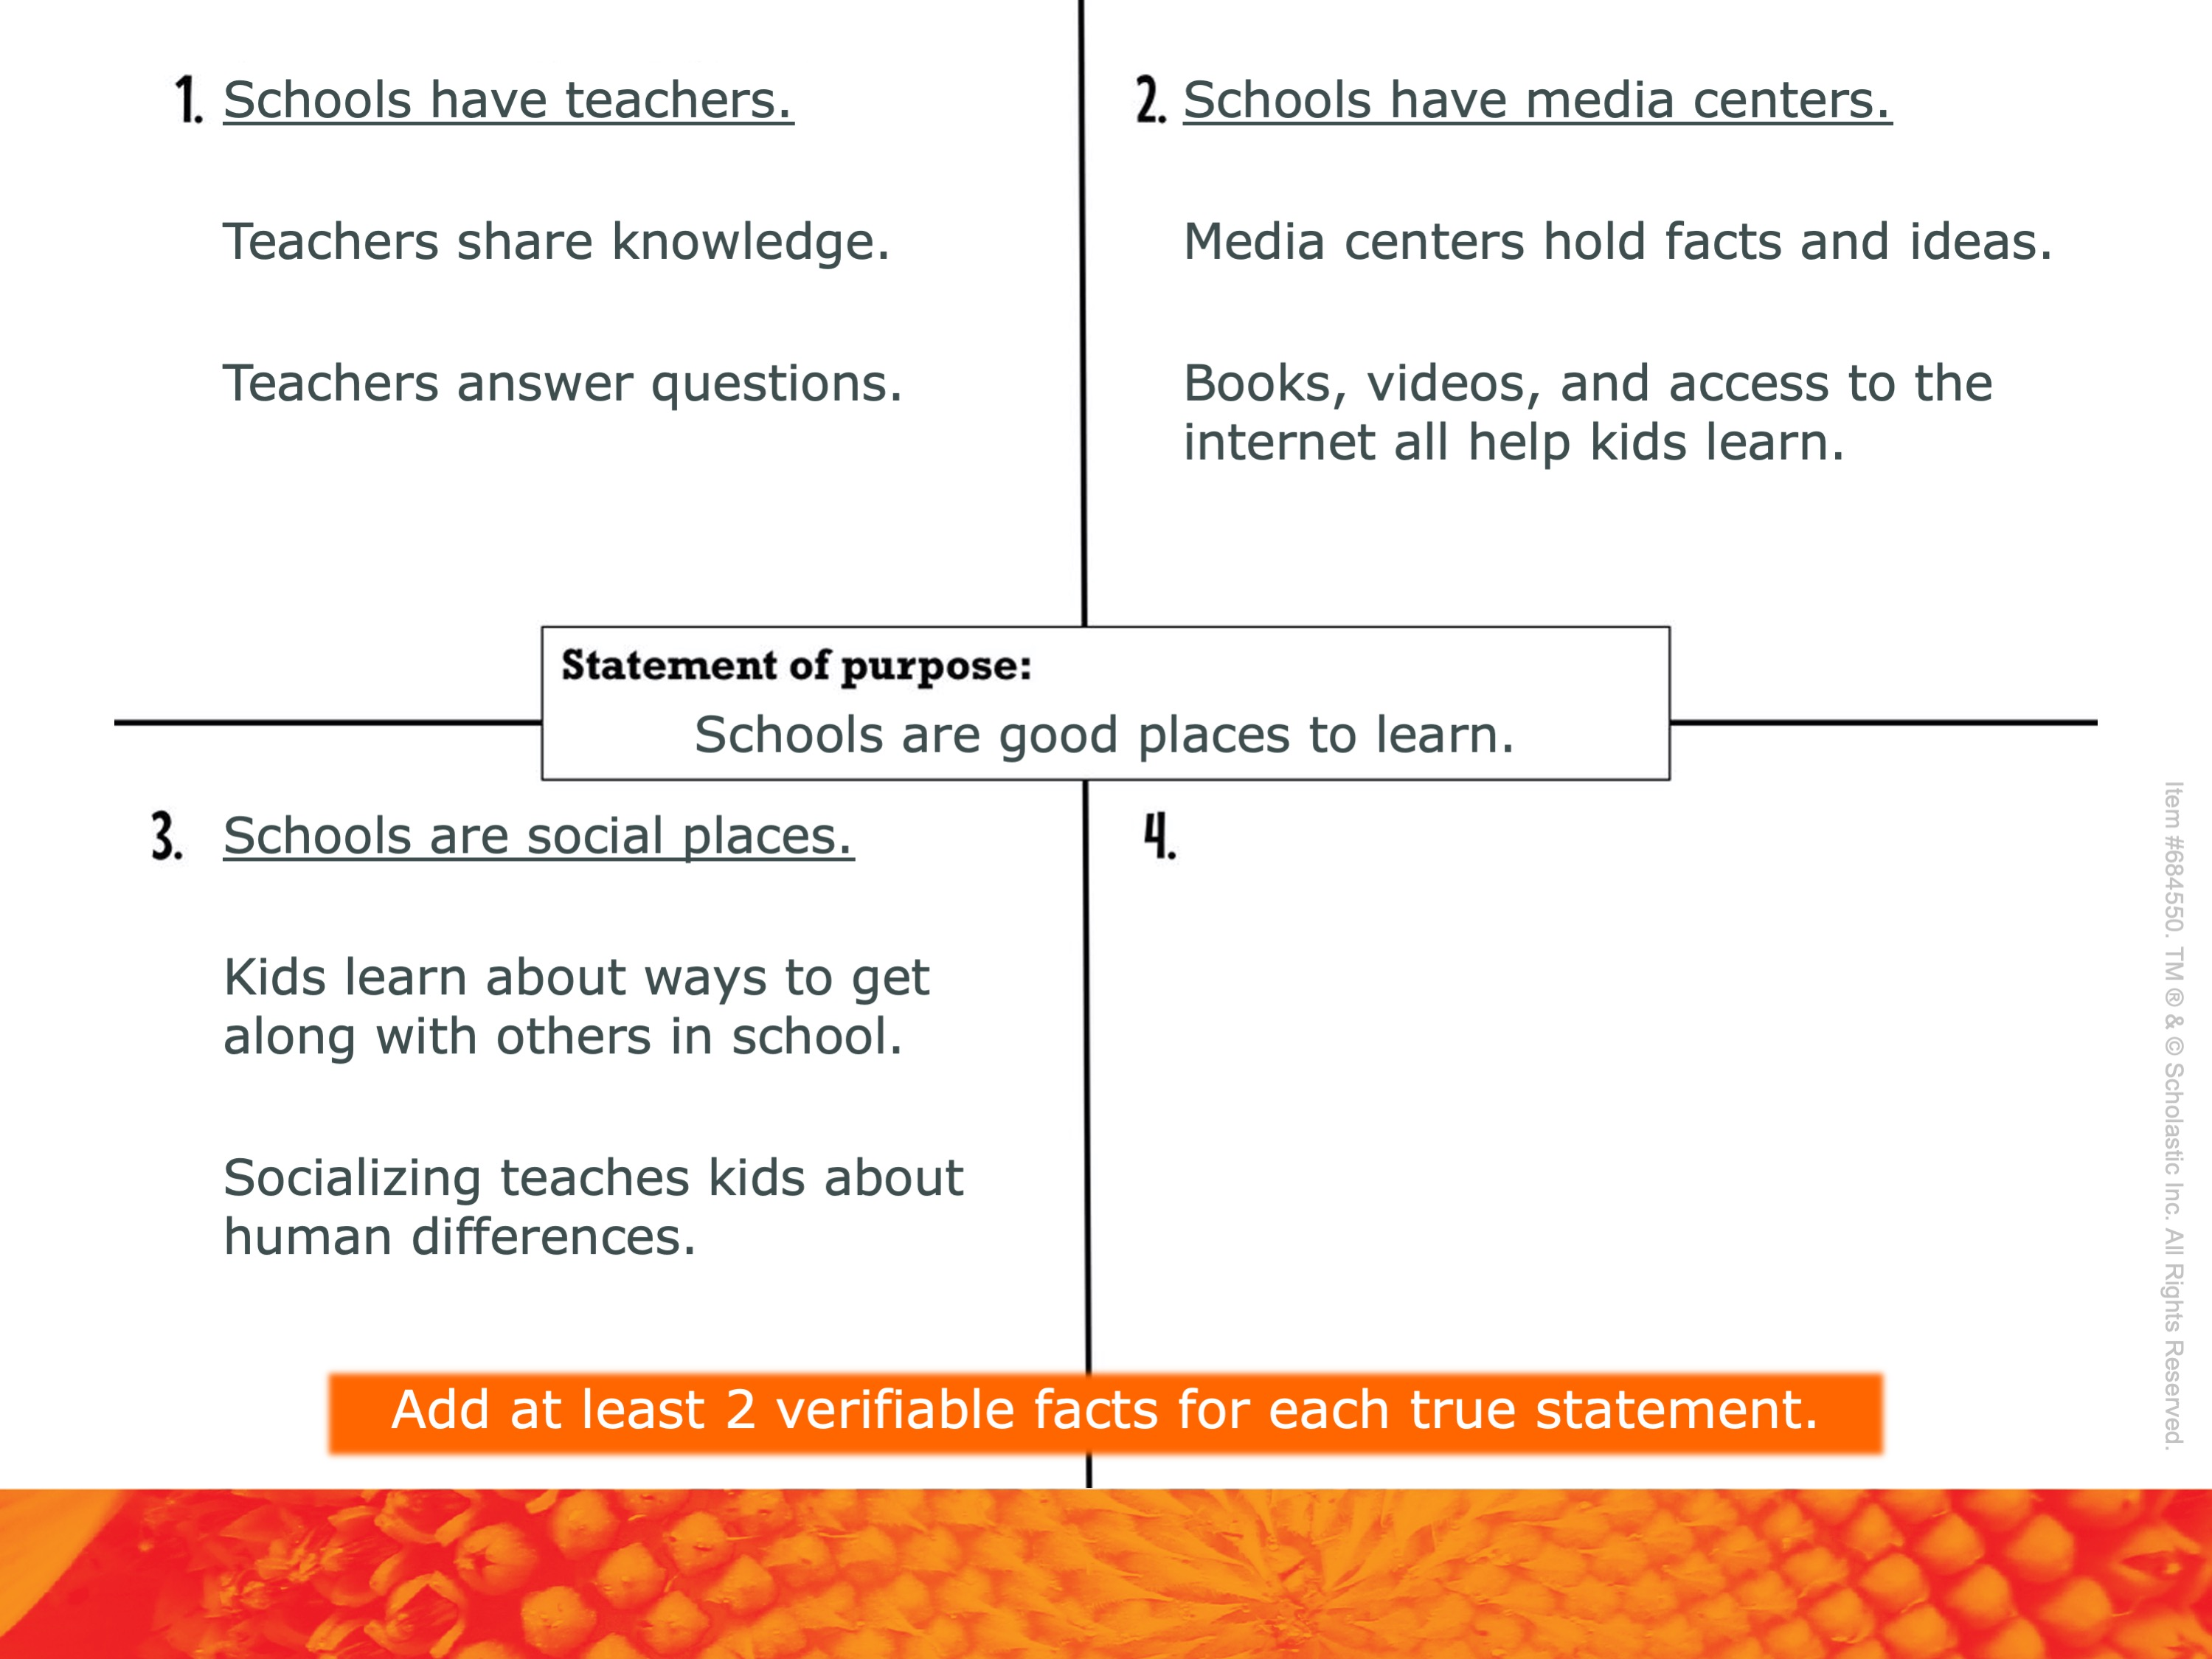 1. Schools have teachers.
Teachers share knowledge.
Teachers answer questions.
2. Schools have media centers.
Media centers hold facts and ideas.
Books, videos, and access to the
internet all help kids learn.
Statement of purpose:
Schools are good places to learn.
3. Schools are social places.
Kids learn about ways to get
along with others in school.
Socializing teaches kids about
human differences.
4.
Add at least 2 verifiable facts for each true statement.
Item #684550. TM ® & © Scholastic Inc. All Rights Reserved.